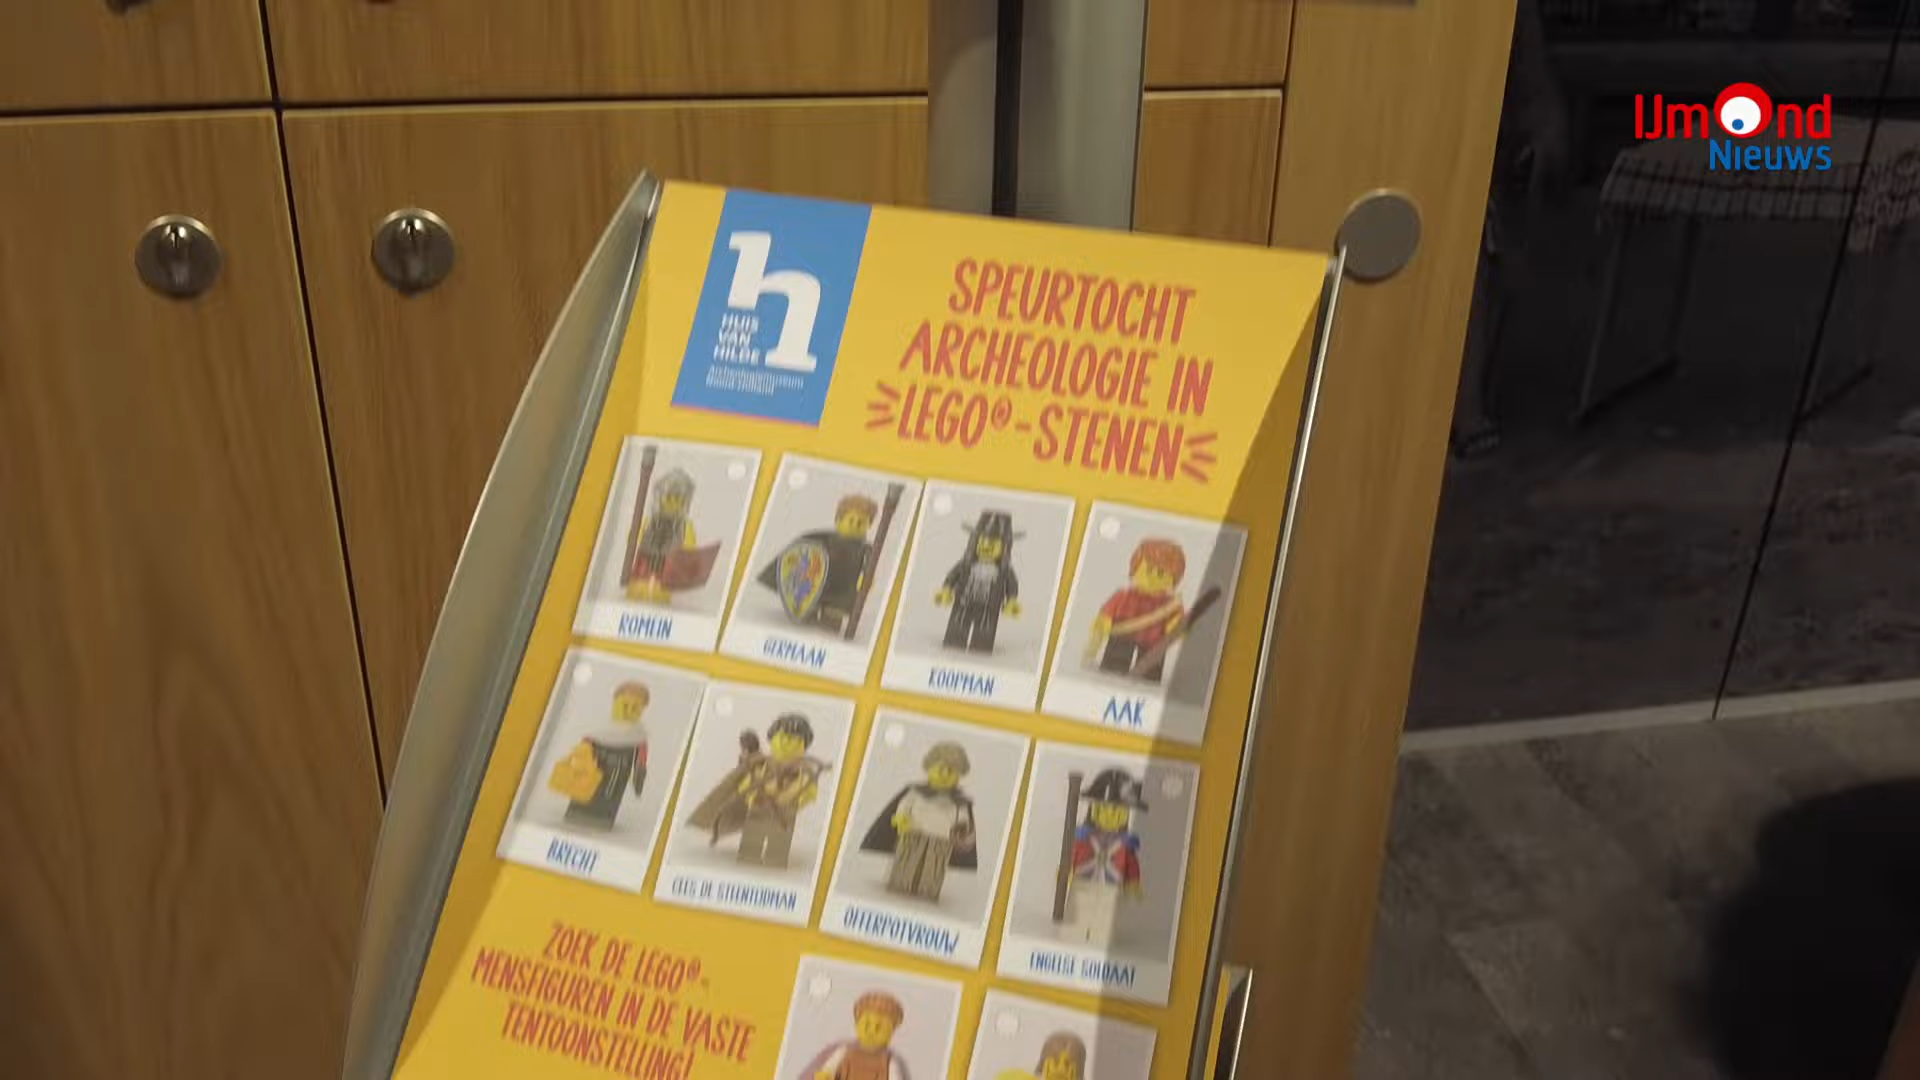 IJmond
Nieuws
h
HUIS
VAN
HILDE
SPEURTOCHT
ARCHEOLOGIE IN
LEGO®-STENEN
ROMEIN
GERMAAN
KOOPMAN
AAK
BRECHT
CEES DE STEENTIJDMAN
OFFERPOTVROUW
ENGELSE SOLDAAT
ZOEK DE LEGO®-
MENSFIGUREN IN DE VASTE
TENTOONSTELLING!